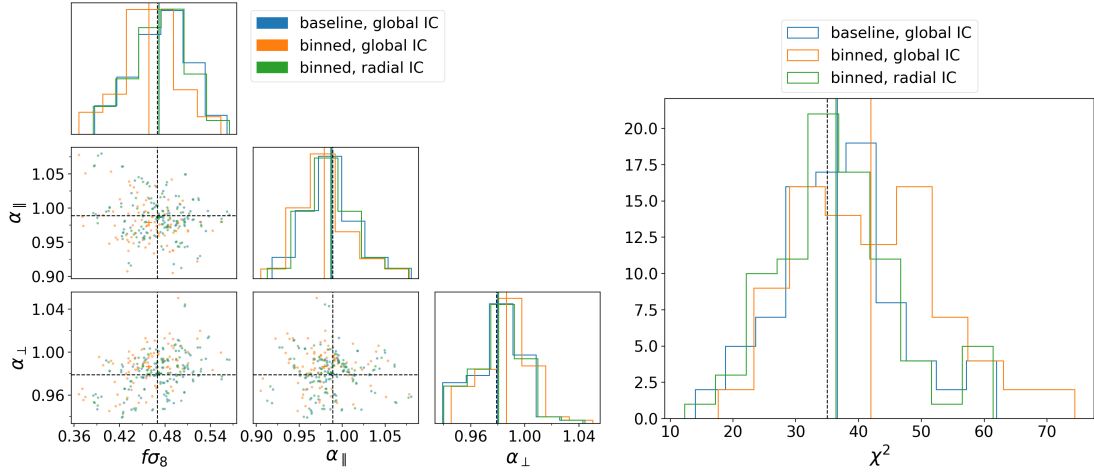 baseline, global IC
binned, global IC
binned, radial IC
α∥
1.05
1.00
0.95
0.90
α⊥
1.04
1.00
0.96
0.36 0.42 0.48 0.54
fσ8
0.90 0.95 1.00 1.05
α∥
0.96 1.00 1.04
α⊥
baseline, global IC
binned, global IC
binned, radial IC
20.0
17.5
15.0
12.5
10.0
7.5
5.0
2.5
0.0
10 20 30 40 50 60 70
χ²